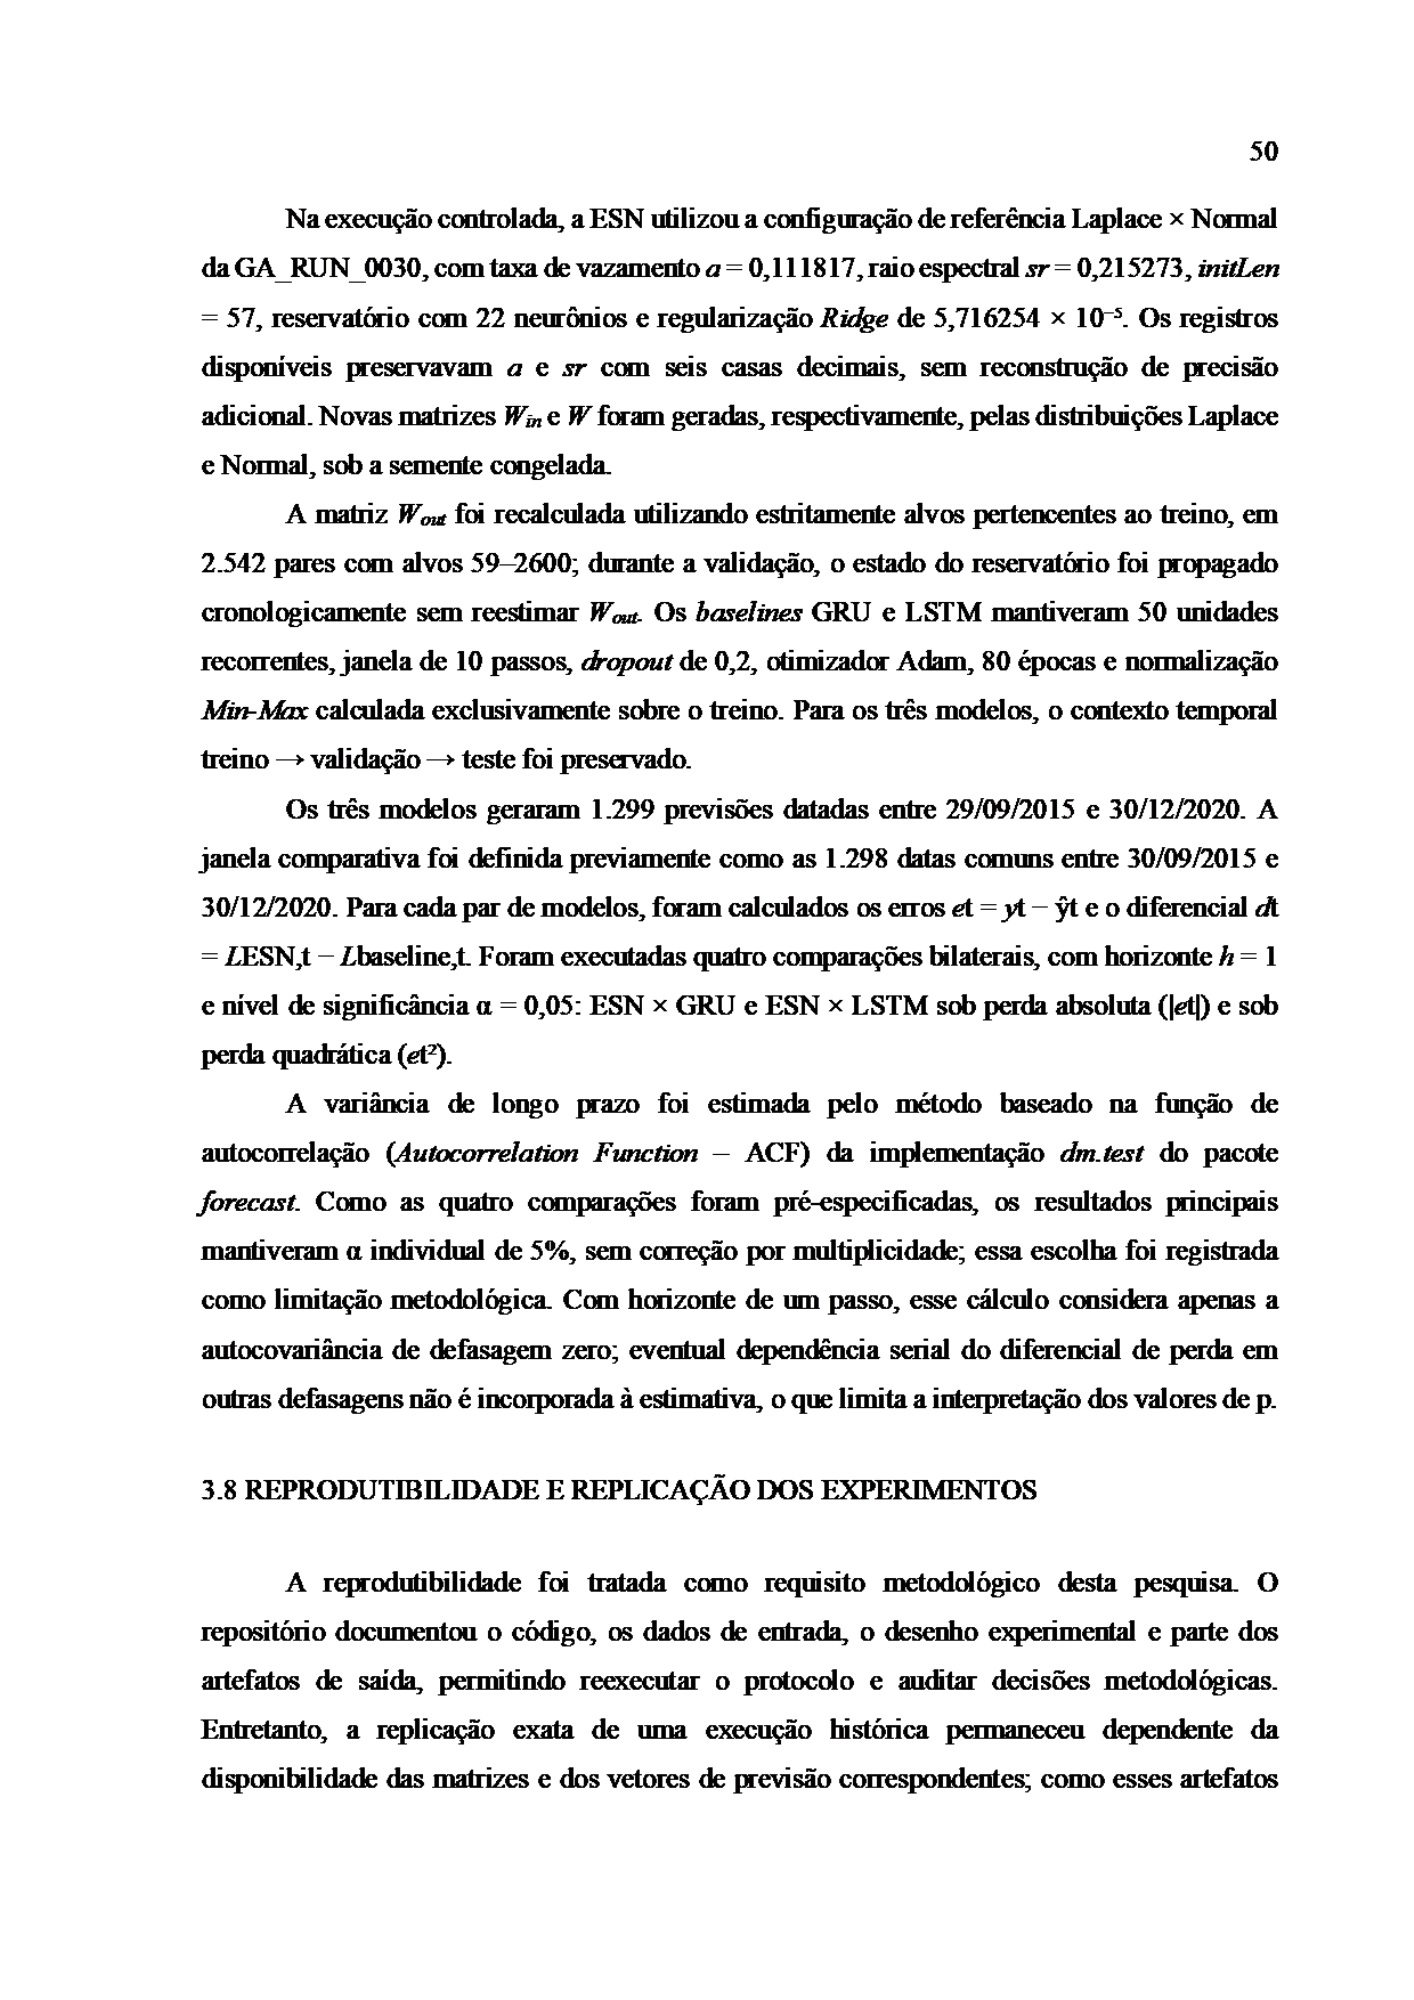 50
Na execução controlada, a ESN utilizou a configuração de referência Laplace × Normal
da GA_RUN_0030, com taxa de vazamento a = 0,111817, raio espectral sr = 0,215273, initLen
= 57, reservatório com 22 neurônios e regularização Ridge de 5,716254 × 10⁻⁵. Os registros
disponíveis preservavam a e sr com seis casas decimais, sem reconstrução de precisão
adicional. Novas matrizes Win e W foram geradas, respectivamente, pelas distribuições Laplace
e Normal, sob a semente congelada.
A matriz Wout foi recalculada utilizando estritamente alvos pertencentes ao treino, em
2.542 pares com alvos 59–2600; durante a validação, o estado do reservatório foi propagado
cronologicamente sem reestimar Wout. Os baselines GRU e LSTM mantiveram 50 unidades
recorrentes, janela de 10 passos, dropout de 0,2, otimizador Adam, 80 épocas e normalização
Min-Max calculada exclusivamente sobre o treino. Para os três modelos, o contexto temporal
treino → validação → teste foi preservado.
Os três modelos geraram 1.299 previsões datadas entre 29/09/2015 e 30/12/2020. A
janela comparativa foi definida previamente como as 1.298 datas comuns entre 30/09/2015 e
30/12/2020. Para cada par de modelos, foram calculados os erros et = yt − ŷt e o diferencial dt
= LESN,t − Lbaseline,t. Foram executadas quatro comparações bilaterais, com horizonte h = 1
e nível de significância α = 0,05: ESN × GRU e ESN × LSTM sob perda absoluta (|et|) e sob
perda quadrática (et²).
A variância de longo prazo foi estimada pelo método baseado na função de
autocorrelação (Autocorrelation Function – ACF) da implementação dm.test do pacote
forecast. Como as quatro comparações foram pré-especificadas, os resultados principais
mantiveram α individual de 5%, sem correção por multiplicidade; essa escolha foi registrada
como limitação metodológica. Com horizonte de um passo, esse cálculo considera apenas a
autocovariância de defasagem zero; eventual dependência serial do diferencial de perda em
outras defasagens não é incorporada à estimativa, o que limita a interpretação dos valores de p.
3.8 REPRODUTIBILIDADE E REPLICAÇÃO DOS EXPERIMENTOS
A reprodutibilidade foi tratada como requisito metodológico desta pesquisa. O
repositório documentou o código, os dados de entrada, o desenho experimental e parte dos
artefatos de saída, permitindo reexecutar o protocolo e auditar decisões metodológicas.
Entretanto, a replicação exata de uma execução histórica permaneceu dependente da
disponibilidade das matrizes e dos vetores de previsão correspondentes; como esses artefatos